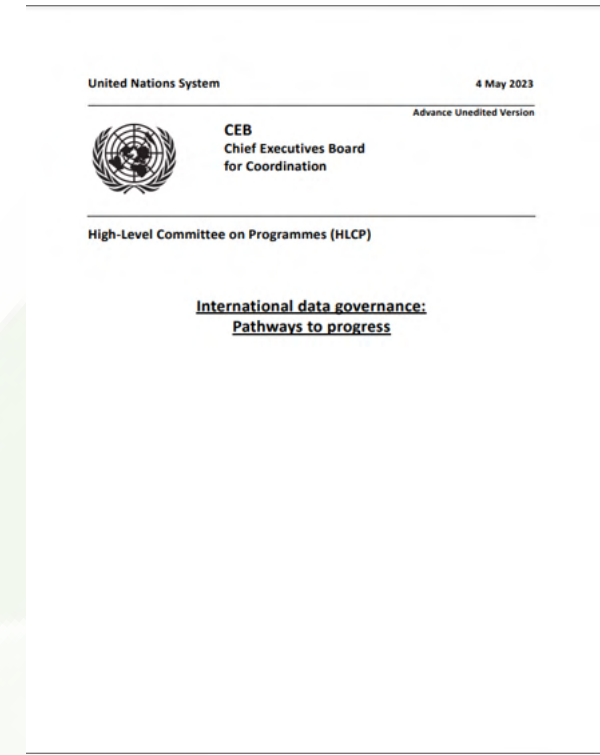 United Nations System
4 May 2023
Advance Unedited Version
CEB
Chief Executives Board
for Coordination
High-Level Committee on Programmes (HLCP)
International data governance:
Pathways to progress